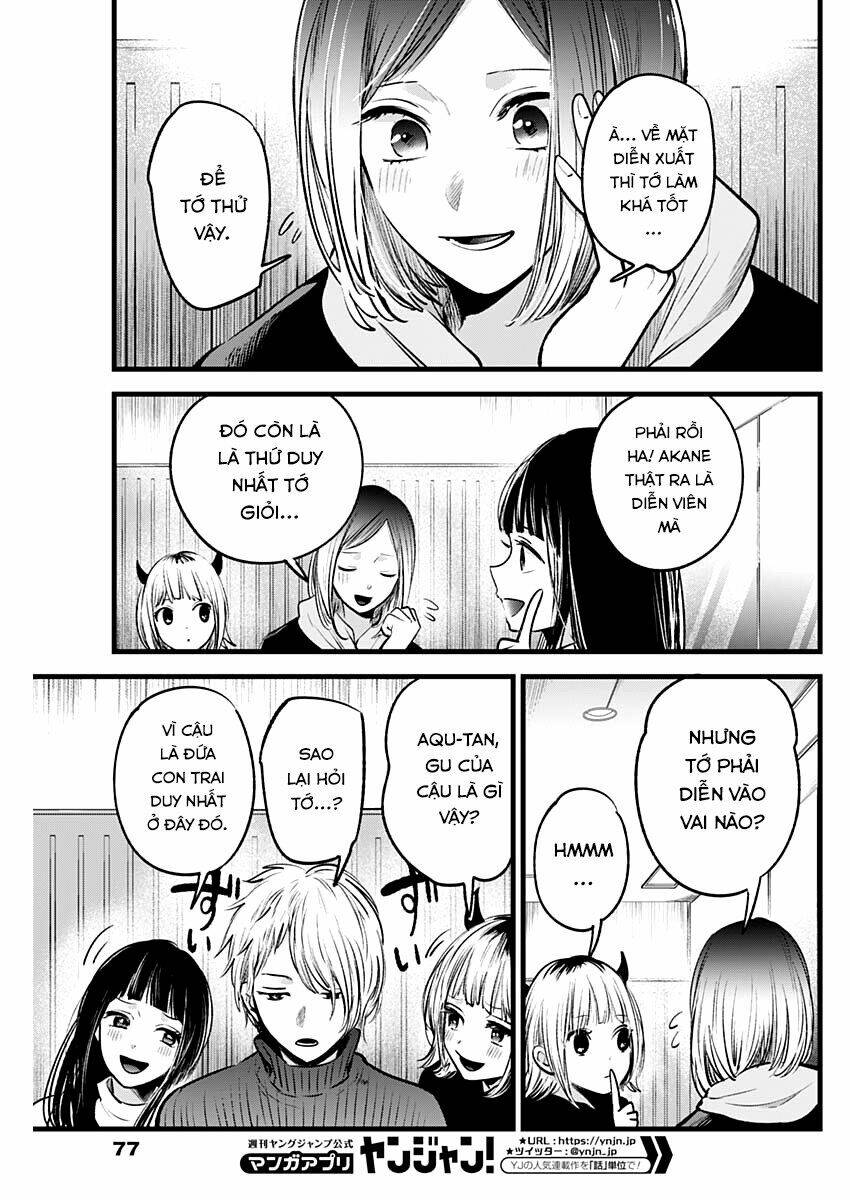 À... VỀ MẶT
DIỄN XUẤT
THÌ TỚ LÀM
KHÁ TỐT
...
ĐỂ
TỚ THỬ
VẬY.
PHẢI RỒI
HA! AKANE
THẬT RA LÀ
DIỄN VIÊN
MÀ
ĐÓ CÒN LÀ
LÀ THỨ DUY
NHẤT TỚ
GIỎI...
NHƯNG
TỚ PHẢI
DIỄN VÀO
VAI NÀO?
HMMM
...
AQU-TAN,
GU CỦA
CẬU LÀ GÌ
VẬY?
SAO
LẠI HỎI
TỚ...?
VÌ CẬU
LÀ ĐỨA
CON TRAI
DUY NHẤT
Ở ĐÂY ĐÓ.
ずい
ずい
77
週刊ヤングジャンプ公式
マンガアプリ
ヤンジャン!
★URL：https://ynjn.jp
★ツイッター：@ynjn_jp
YJの人気連載作を「話」単位で!